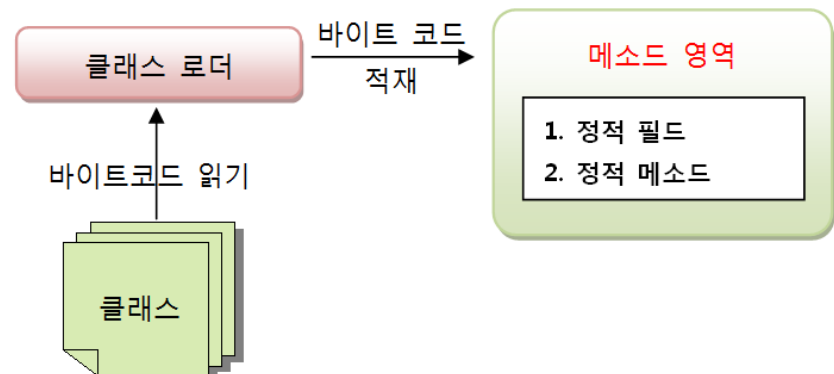 클래스 로더
바이트 코드
적재
메소드 영역
1. 정적 필드
2. 정적 메소드
바이트코드 읽기
클래스